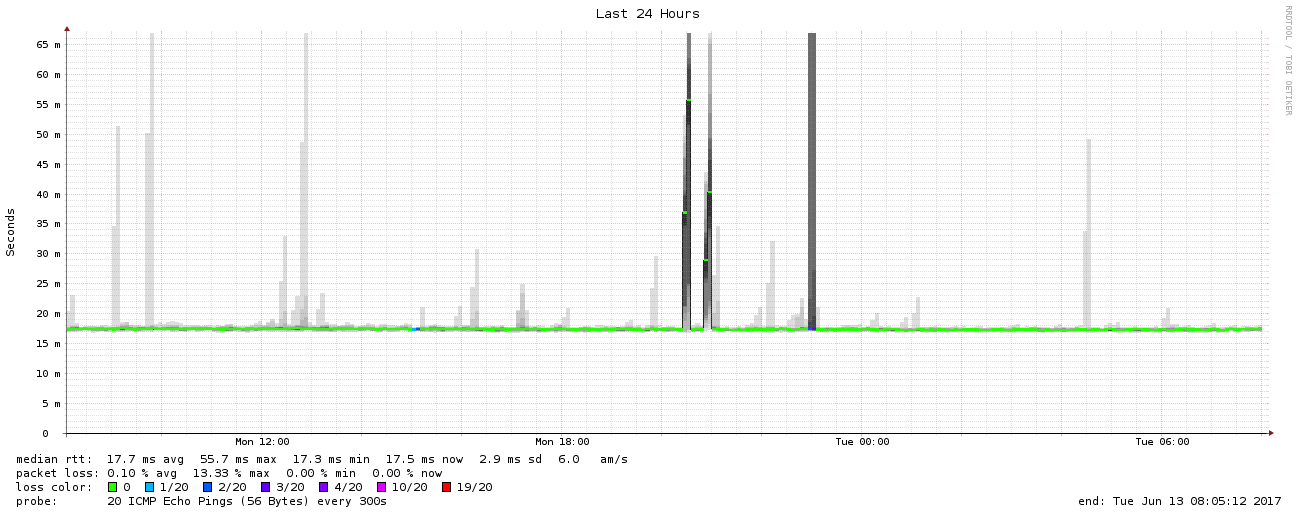 Last 24 Hours
RRDTOOL / TOBI OETIKER
Seconds
65 m
60 m
55 m
50 m
45 m
40 m
35 m
30 m
25 m
20 m
15 m
10 m
5 m
0
Mon 12:00 Mon 18:00 Tue 00:00 Tue 06:00
median rtt: 17.7 ms avg 55.7 ms max 17.3 ms min 17.5 ms now 2.9 ms sd 6.0 am/s
packet loss: 0.10 % avg 13.33 % max 0.00 % min 0.00 % now
loss color: 0 1/20 2/20 3/20 4/20 10/20 19/20
probe: 20 ICMP Echo Pings (56 Bytes) every 300s end: Tue Jun 13 08:05:12 2017